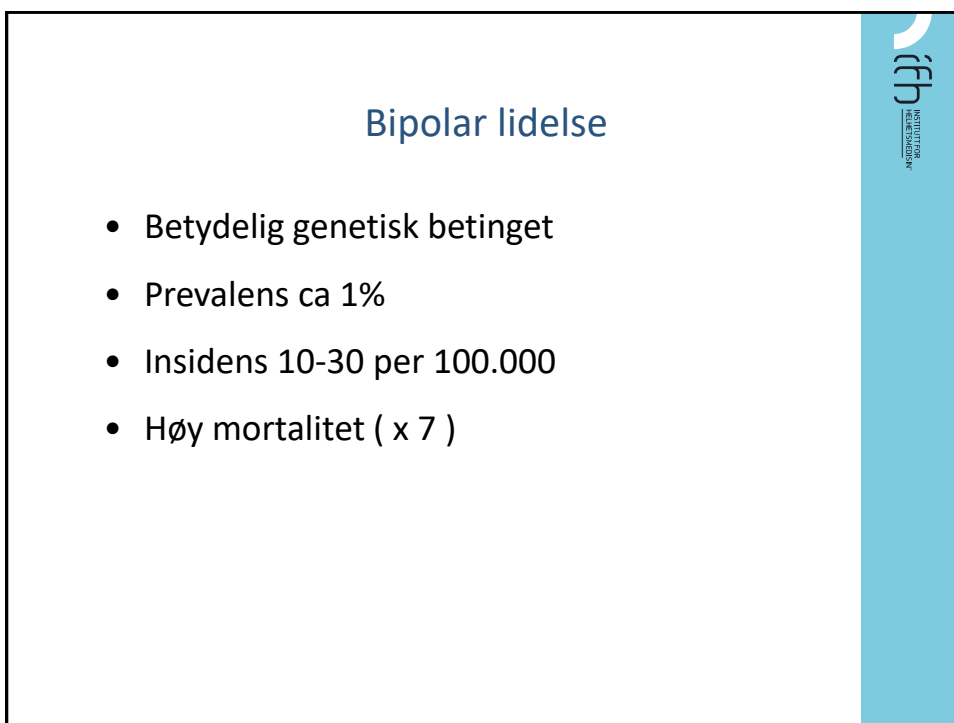 Bipolar lidelse
• Betydelig genetisk betinget
• Prevalens ca 1%
• Insidens 10-30 per 100.000
• Høy mortalitet ( x 7 )
ifh
INSTITUTT FOR
HELHETSMEDISIN